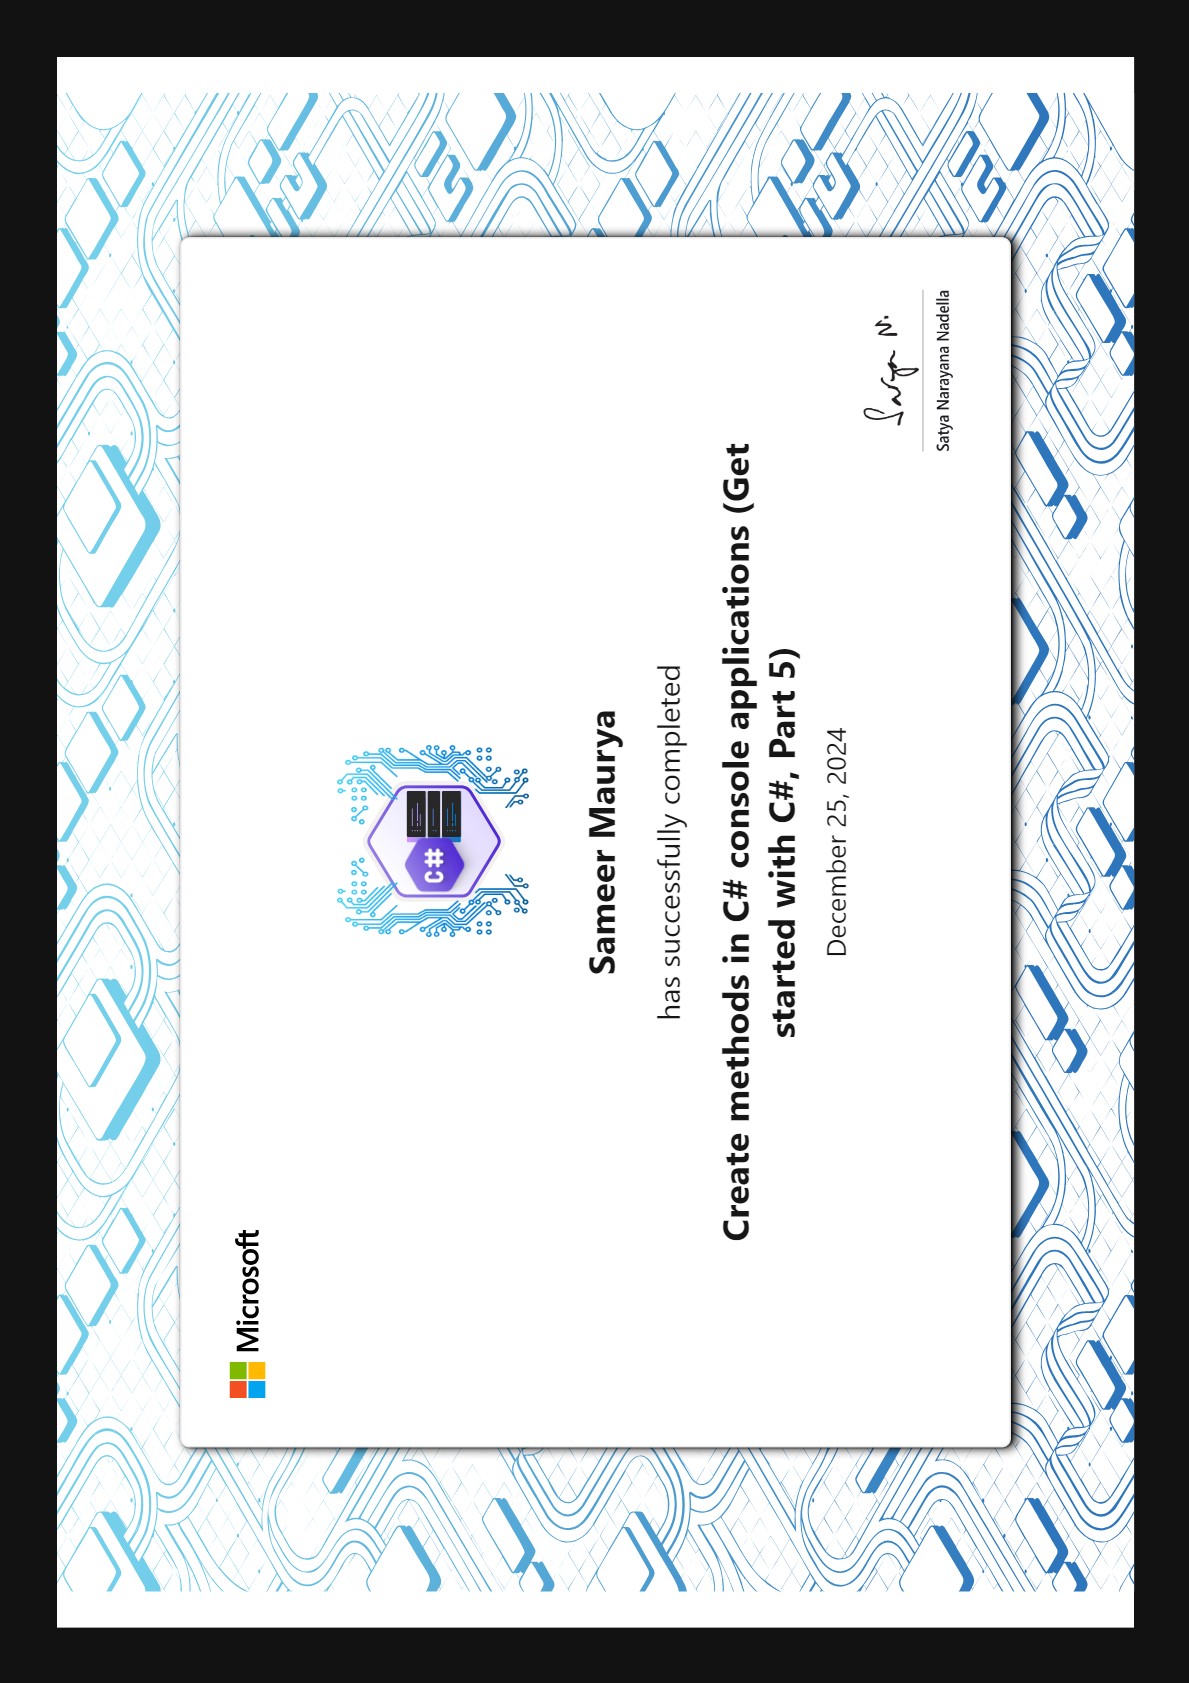 Microsoft
C#
Sameer Maurya
has successfully completed
Create methods in C# console applications (Get
started with C#, Part 5)
December 25, 2024
Satya N.
Satya Narayana Nadella